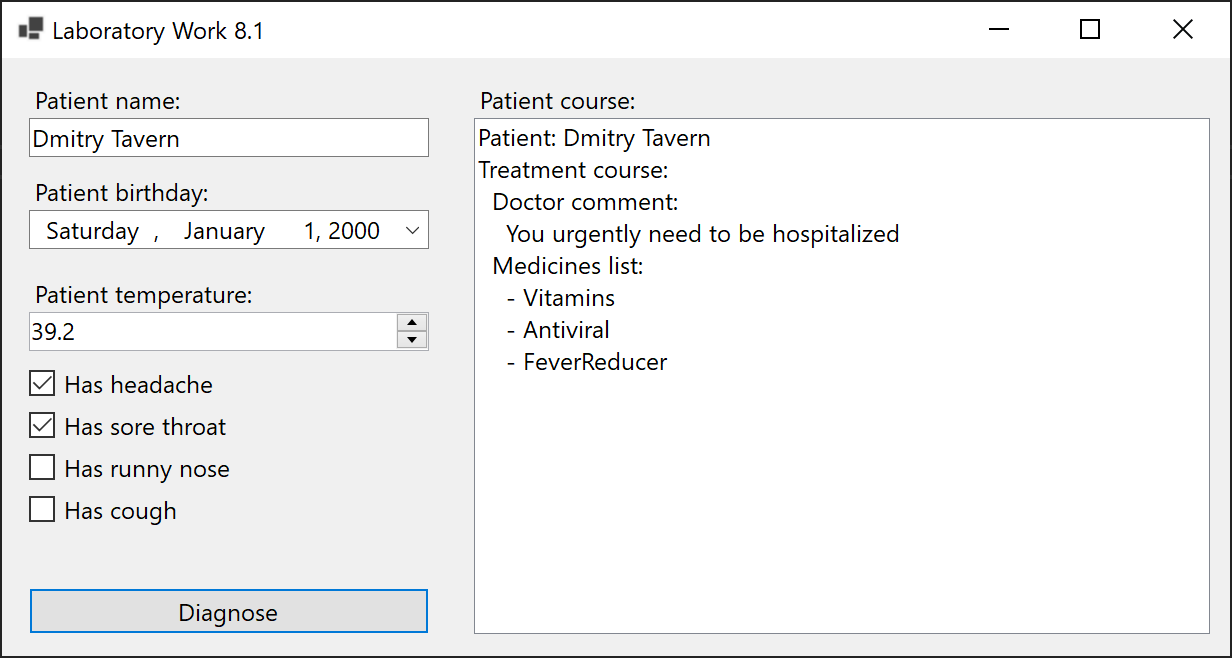 Laboratory Work 8.1
Patient name:
Dmitry Tavern
Patient birthday:
Saturday , January 1, 2000
Patient temperature:
39.2
Has headache
Has sore throat
Has runny nose
Has cough
Diagnose
Patient course:
Patient: Dmitry Tavern
Treatment course:
Doctor comment:
You urgently need to be hospitalized
Medicines list:
- Vitamins
- Antiviral
- FeverReducer